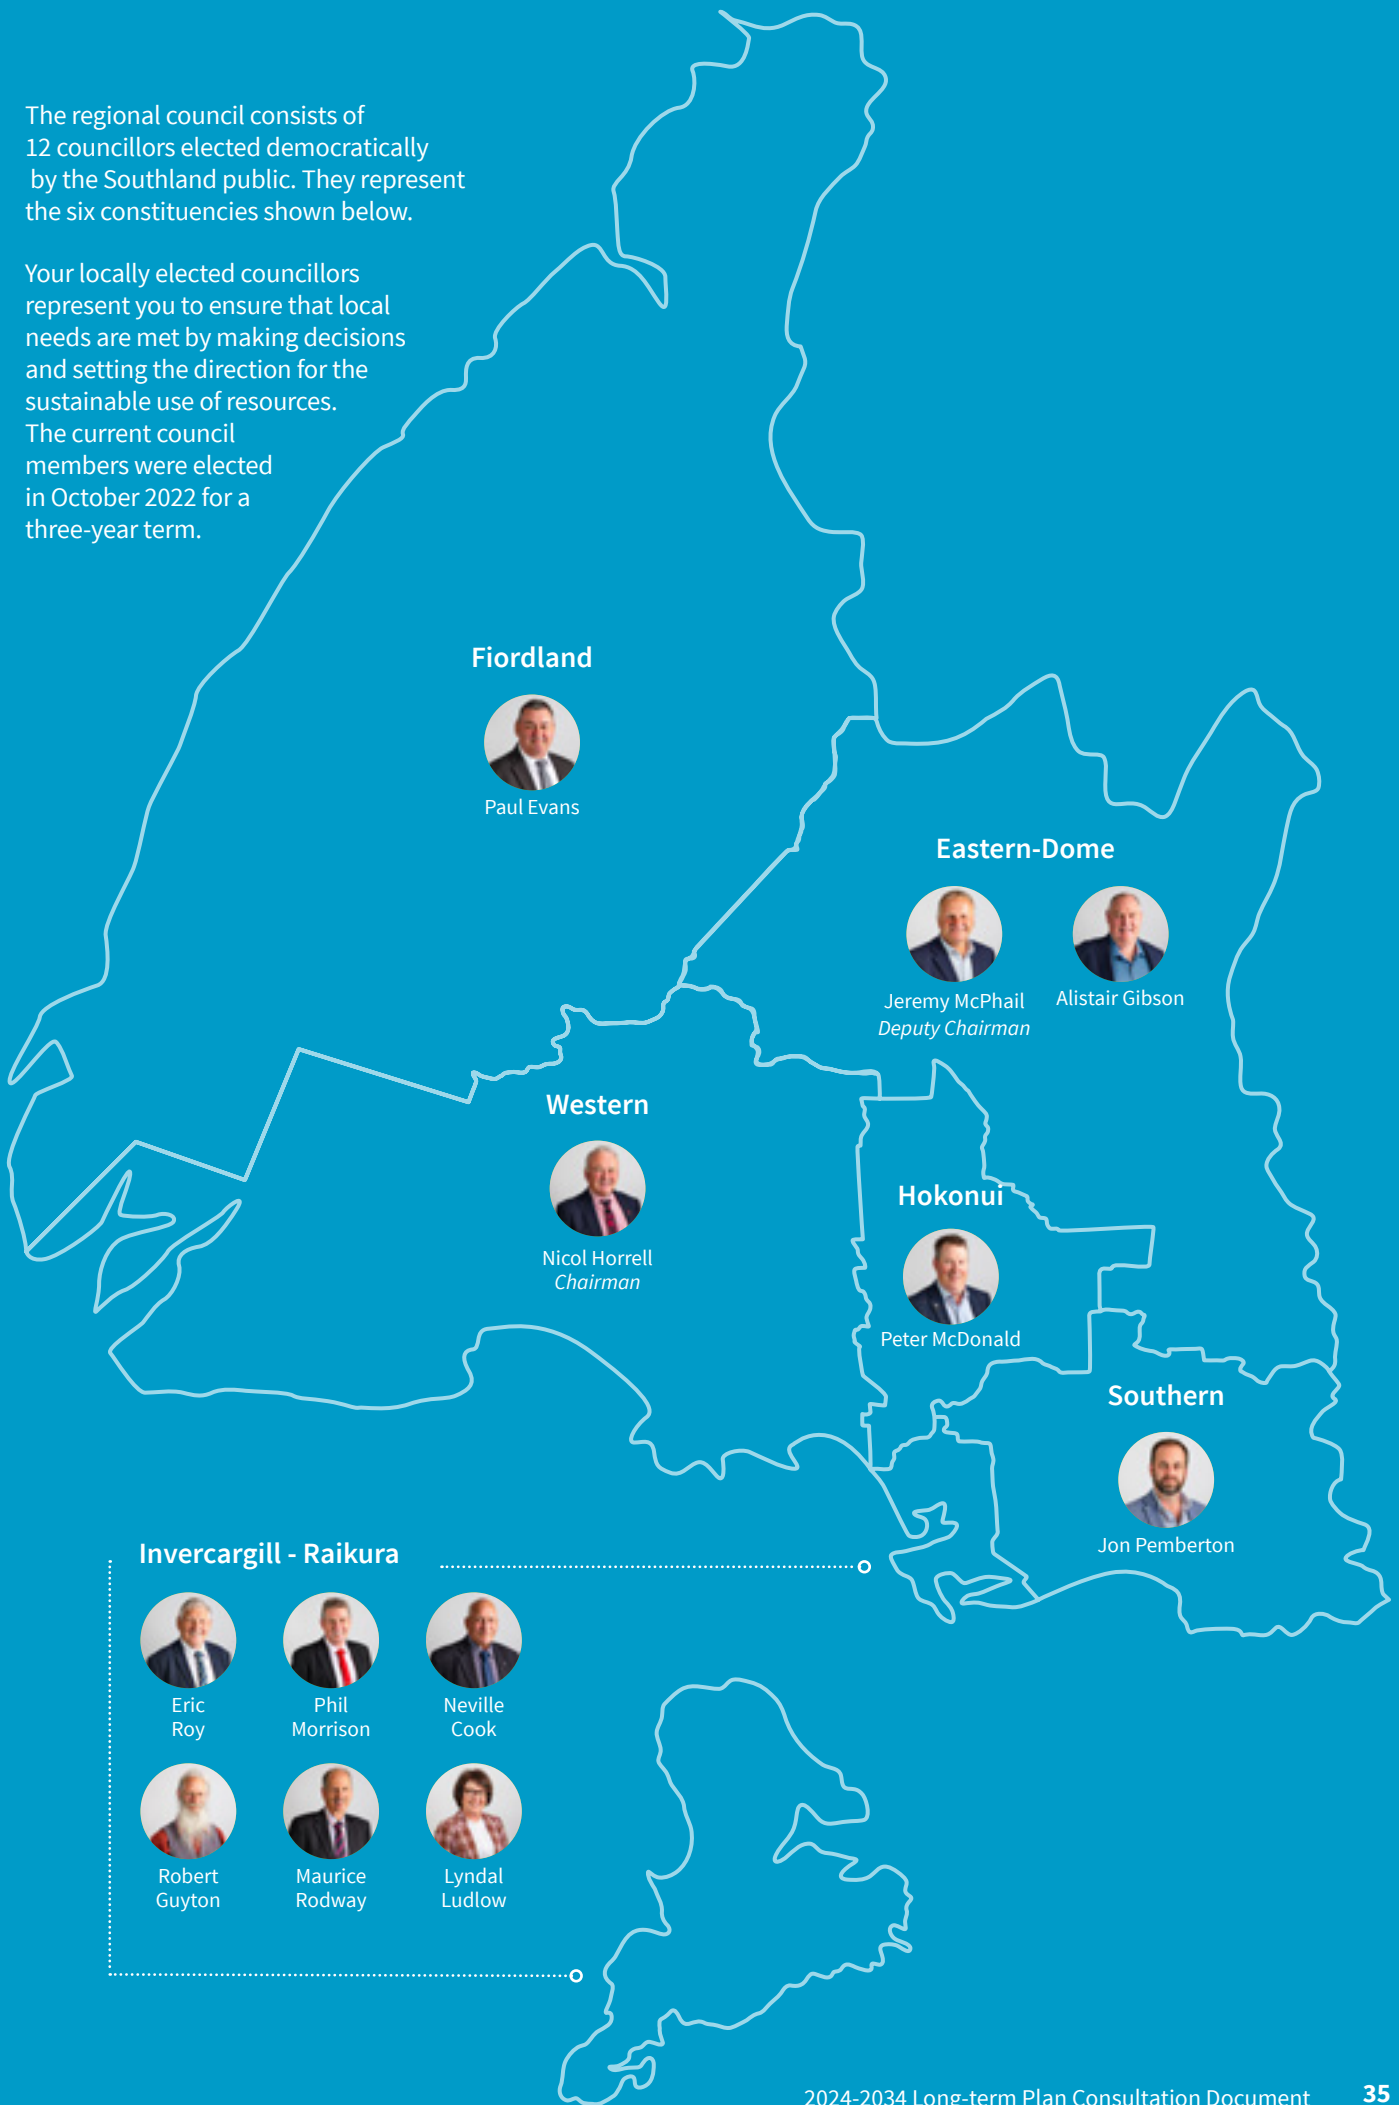 The regional council consists of
12 councillors elected democratically
by the Southland public. They represent
the six constituencies shown below.
Your locally elected councillors
represent you to ensure that local
needs are met by making decisions
and setting the direction for the
sustainable use of resources.
The current council
members were elected
in October 2022 for a
three-year term.
Fiordland
Paul Evans
Eastern-Dome
Jeremy McPhail
Deputy Chairman
Alistair Gibson
Western
Nicol Horrell
Chairman
Hokonui
Peter McDonald
Southern
Jon Pemberton
Invercargill - Raikura
Eric
Roy
Phil
Morrison
Neville
Cook
Robert
Guyton
Maurice
Rodway
Lyndal
Ludlow
2024-2034 Long-term Plan Consultation Document 35